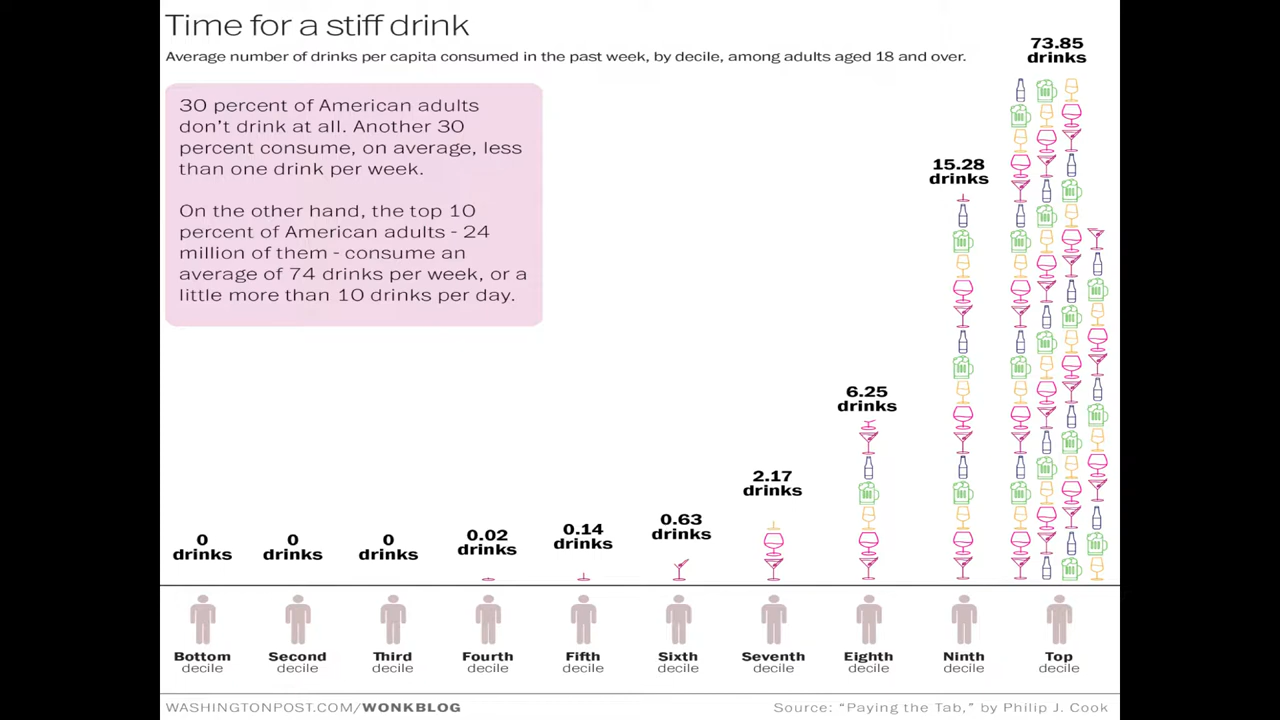 Time for a stiff drink
Average number of drinks per capita consumed in the past week, by decile, among adults aged 18 and over.
30 percent of American adults
don't drink at all. Another 30
percent consume, on average, less
than one drink per week.
On the other hand, the top 10
percent of American adults - 24
million of them - consume an
average of 74 drinks per week, or a
little more than 10 drinks per day.
0
drinks
0
drinks
0
drinks
0.02
drinks
0.14
drinks
0.63
drinks
2.17
drinks
6.25
drinks
15.28
drinks
73.85
drinks
Bottom
decile
Second
decile
Third
decile
Fourth
decile
Fifth
decile
Sixth
decile
Seventh
decile
Eighth
decile
Ninth
decile
Top
decile
WASHINGTONPOST.COM/WONKBLOG
Source: “Paying the Tab,” by Philip J. Cook